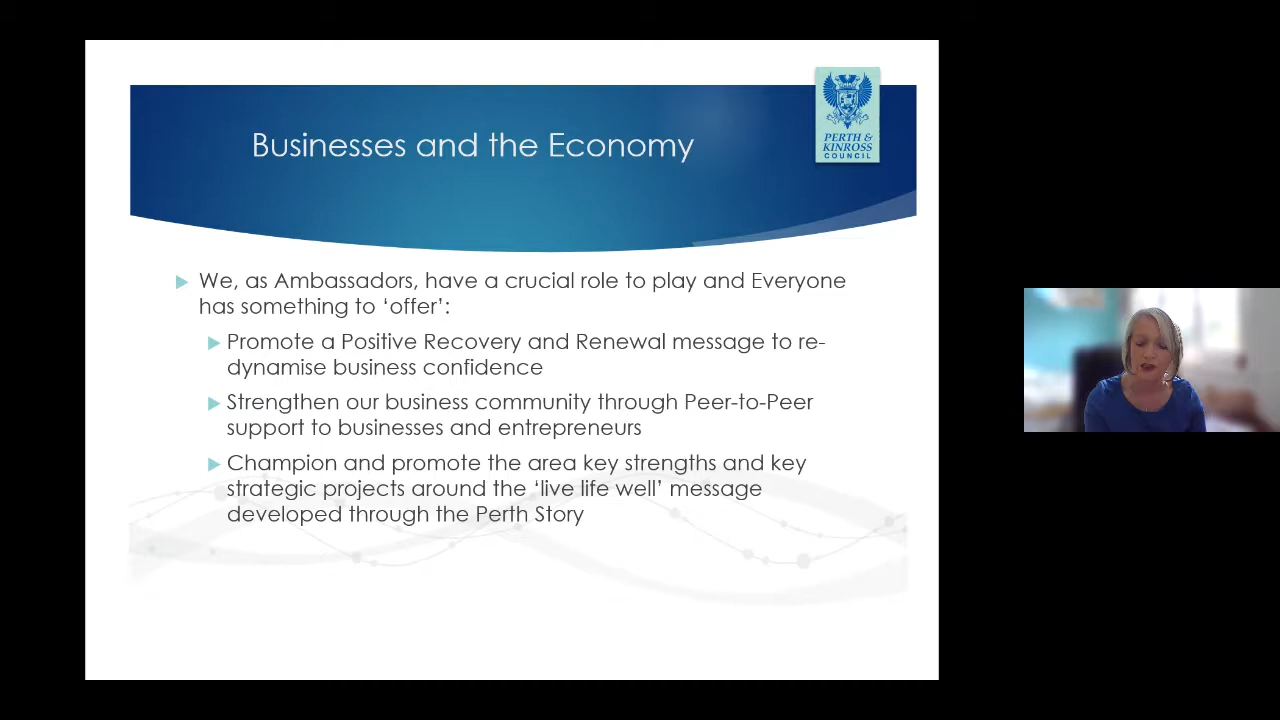 PERTH &
KINROSS
COUNCIL
Businesses and the Economy
We, as Ambassadors, have a crucial role to play and Everyone
has something to ‘offer’:
Promote a Positive Recovery and Renewal message to re-
dynamise business confidence
Strengthen our business community through Peer-to-Peer
support to businesses and entrepreneurs
Champion and promote the area key strengths and key
strategic projects around the ‘live life well’ message
developed through the Perth Story